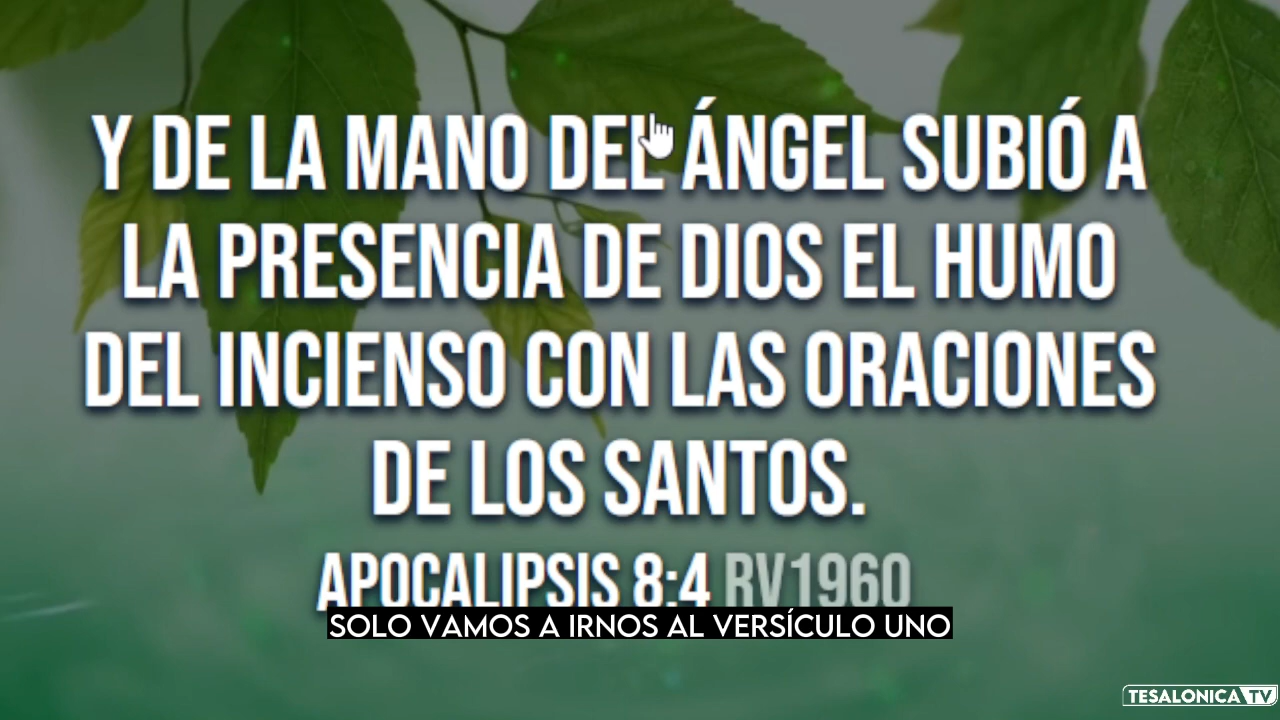 Y DE LA MANO DEL ÁNGEL SUBIÓ A
LA PRESENCIA DE DIOS EL HUMO
DEL INCIENSO CON LAS ORACIONES
DE LOS SANTOS.
APOCALIPSIS 8:4 RV1960
SOLO VAMOS A IRNOS AL VERSÍCULO UNO
TESALONICA TV